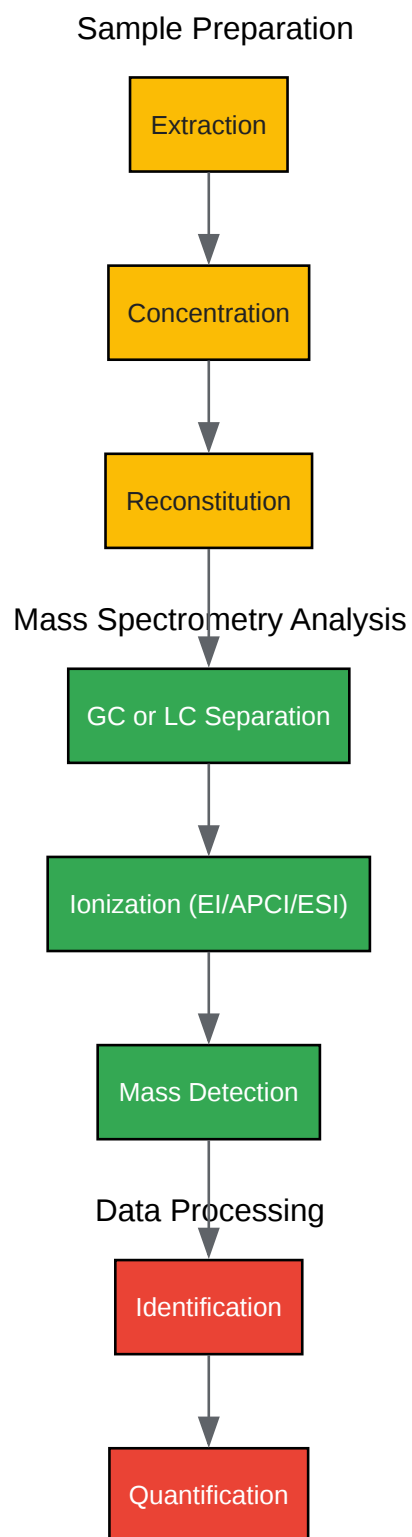 Sample Preparation
Extraction
Concentration
Reconstitution
Mass Spectrometry Analysis
GC or LC Separation
Ionization (EI/APCI/ESI)
Mass Detection
Data Processing
Identification
Quantification